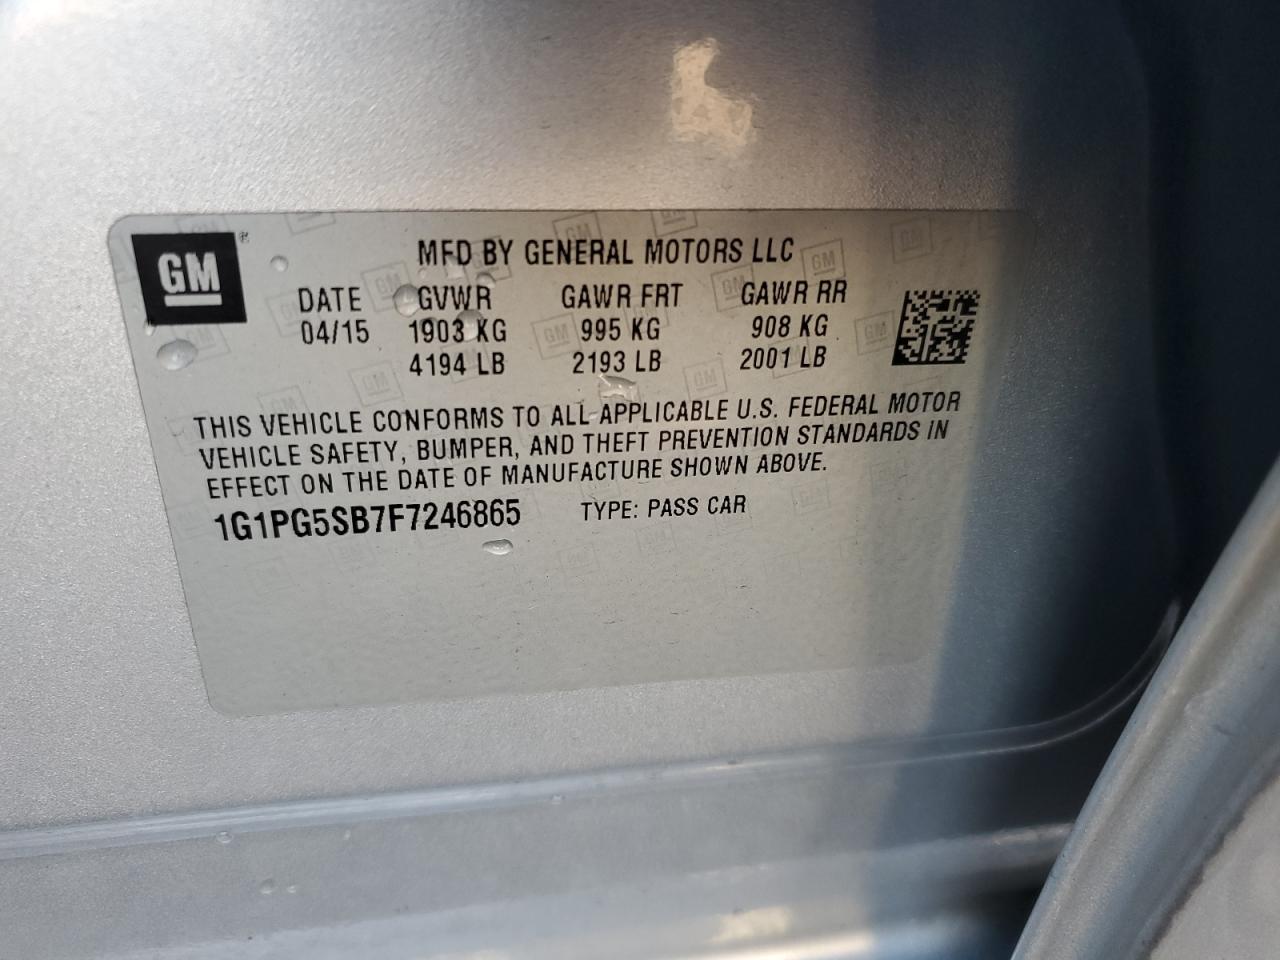 GM ® MFD BY GENERAL MOTORS LLC
DATE GVWR GAWR FRT GAWR RR
04/15 1903 KG 995 KG 908 KG
4194 LB 2193 LB 2001 LB
THIS VEHICLE CONFORMS TO ALL APPLICABLE U.S. FEDERAL MOTOR
VEHICLE SAFETY, BUMPER, AND THEFT PREVENTION STANDARDS IN
EFFECT ON THE DATE OF MANUFACTURE SHOWN ABOVE.
1G1PG5SB7F7246865 TYPE: PASS CAR